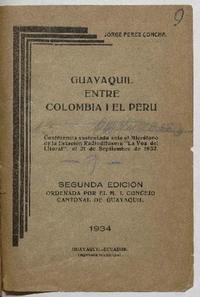 9
JORGE PEREZ CONCHA
GUAYAQUIL
ENTRE
COLOMBIA I EL PERU
Conferencia sustentada ante el Micrófono
de la Estación Radiodifusora "La Voz del
Litoral", el 21 de Septiembre de 1932.
SEGUNDA EDICION
ORDENADA POR EL M. I. CONCEJO
CANTONAL DE GUAYAQUIL
1934
GUAYAQUIL-ECUADOR
IMPRENTA MUNICIPAL